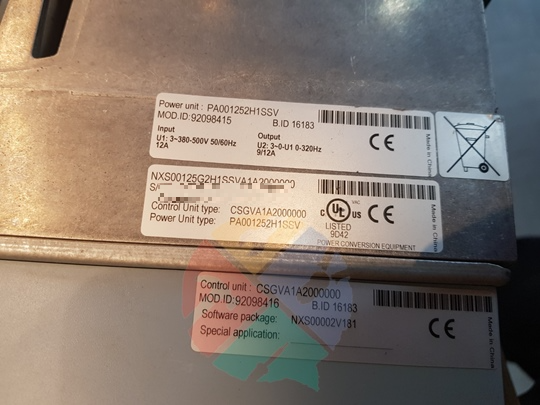 Power unit : PA001252H1SSV
MOD.ID: 92098415 B.ID 16183
Input Output
U1: 3~380-500V 50/60Hz U2: 3~0-U1 0-320Hz
12A 9/12A
CE
Made in China
NXS00125G2H1SSVA1A2000000
S/
Control Unit type: CSGVA1A2000000
Power Unit type: PA001252H1SSV
C UL US
VAC
LISTED
9D42
POWER CONVERSION EQUIPMENT
CE
Made in China
Control unit : CSGVA1A2000000
MOD.ID:92098416 B.ID 16183
Software package: NXS00002V181
Special application:
CE
Made in China